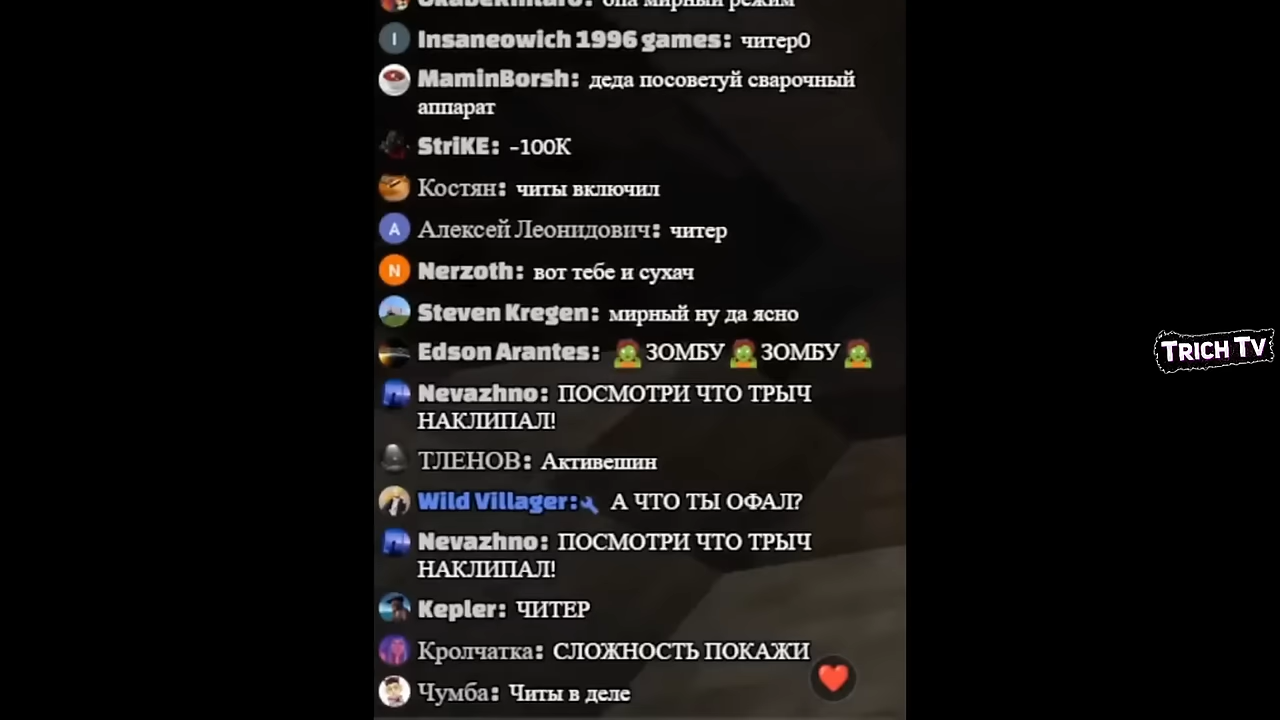 опа мирный режим
Insaneowich 1996 games: читер0
MaminBorsh: деда посоветуй сварочный
аппарат
StriKE: -100K
Костян: читы включил
А Алексей Леонидович: читер
N Nerzoth: вот тебе и сухач
Steven Kregen: мирный ну да ясно
Edson Arantes: 🧟ЗОМБУ🧟ЗОМБУ🧟
TRICH TV
Nevazhno: ПОСМОТРИ ЧТО ТРЫЧ
НАКЛИПАЛ!
ТЛЕНОВ: Активешин
Wild Villager:🔧 А ЧТО ТЫ ОФАЛ?
Nevazhno: ПОСМОТРИ ЧТО ТРЫЧ
НАКЛИПАЛ!
Kepler: ЧИТЕР
Кролчатка: СЛОЖНОСТЬ ПОКАЖИ
Чумба: Читы в деле